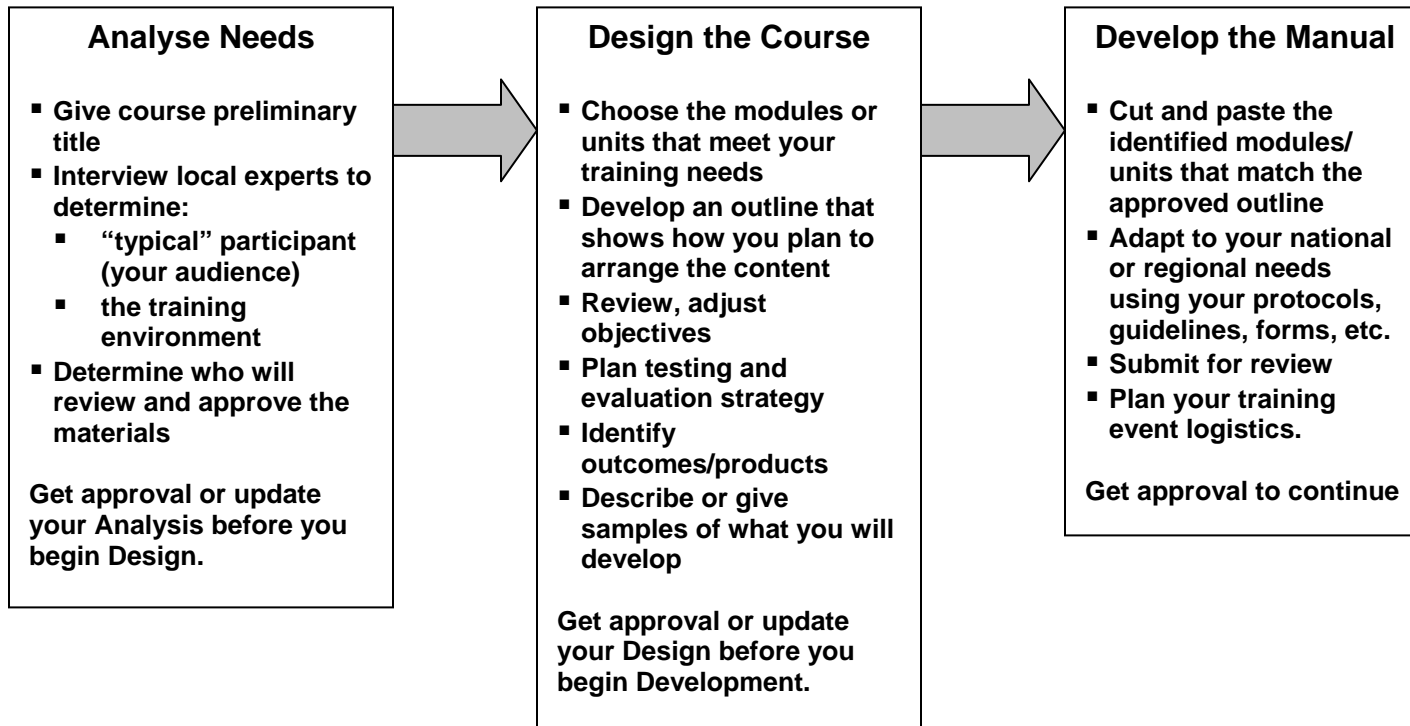 Analyse Needs
▪ Give course preliminary
title
▪ Interview local experts to
determine:
▪ “typical” participant
(your audience)
▪ the training
environment
▪ Determine who will
review and approve the
materials
Get approval or update
your Analysis before you
begin Design.
Design the Course
▪ Choose the modules or
units that meet your
training needs
▪ Develop an outline that
shows how you plan to
arrange the content
▪ Review, adjust
objectives
▪ Plan testing and
evaluation strategy
▪ Identify
outcomes/products
▪ Describe or give
samples of what you will
develop
Get approval or update
your Design before you
begin Development.
Develop the Manual
▪ Cut and paste the
identified modules/
units that match the
approved outline
▪ Adapt to your national
or regional needs
using your protocols,
guidelines, forms, etc.
▪ Submit for review
▪ Plan your training
event logistics.
Get approval to continue